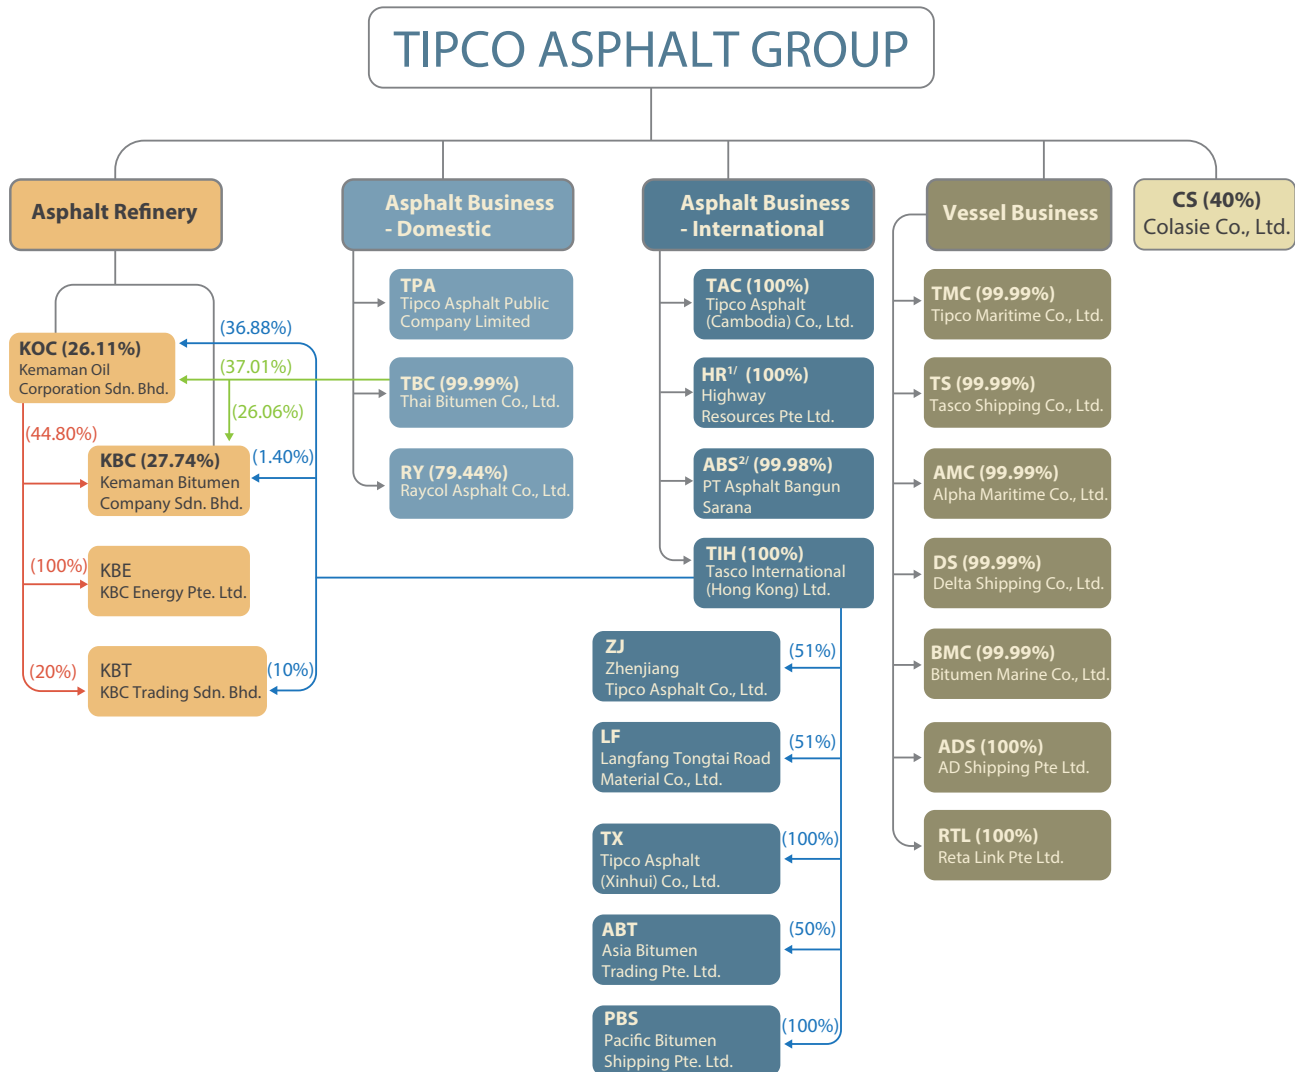 TIPCO ASPHALT GROUP
Asphalt Refinery
Asphalt Business
- Domestic
Asphalt Business
- International
Vessel Business
CS (40%)
Colasie Co., Ltd.
KOC (26.11%)
Kemaman Oil
Corporation Sdn. Bhd.
(36.88%)
(37.01%)
(26.06%)
(44.80%)
KBC (27.74%)
Kemaman Bitumen
Company Sdn. Bhd.
(1.40%)
(100%)
KBE
KBC Energy Pte. Ltd.
(20%)
KBT
KBC Trading Sdn. Bhd.
(10%)
TPA
Tipco Asphalt Public
Company Limited
TBC (99.99%)
Thai Bitumen Co., Ltd.
RY (79.44%)
Raycol Asphalt Co., Ltd.
TAC (100%)
Tipco Asphalt
(Cambodia) Co., Ltd.
HR1/ (100%)
Highway
Resources Pte Ltd.
ABS2/ (99.98%)
PT Asphalt Bangun
Sarana
TIH (100%)
Tasco International
(Hong Kong) Ltd.
ZJ
Zhenjiang
Tipco Asphalt Co., Ltd.
(51%)
LF
Langfang Tongtai Road
Material Co., Ltd.
(51%)
TX
Tipco Asphalt
(Xinhui) Co., Ltd.
(100%)
ABT
Asia Bitumen
Trading Pte. Ltd.
(50%)
PBS
Pacific Bitumen
Shipping Pte. Ltd.
(100%)
TMC (99.99%)
Tipco Maritime Co., Ltd.
TS (99.99%)
Tasco Shipping Co., Ltd.
AMC (99.99%)
Alpha Maritime Co., Ltd.
DS (99.99%)
Delta Shipping Co., Ltd.
BMC (99.99%)
Bitumen Marine Co., Ltd.
ADS (100%)
AD Shipping Pte Ltd.
RTL (100%)
Reta Link Pte Ltd.